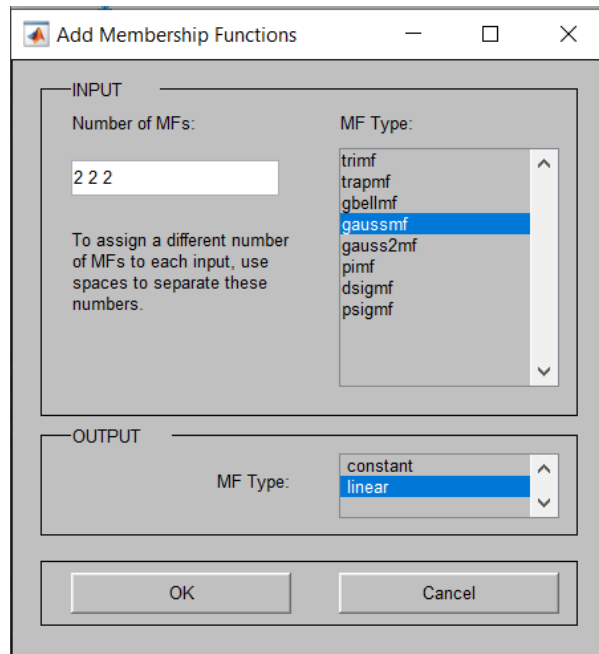 Add Membership Functions
INPUT
Number of MFs:
MF Type:
2 2 2
trimf
trapmf
gbellmf
gaussmf
gauss2mf
pimf
dsigmf
psigmf
To assign a different number
of MFs to each input, use
spaces to separate these
numbers.
OUTPUT
MF Type:
constant
linear
OK
Cancel